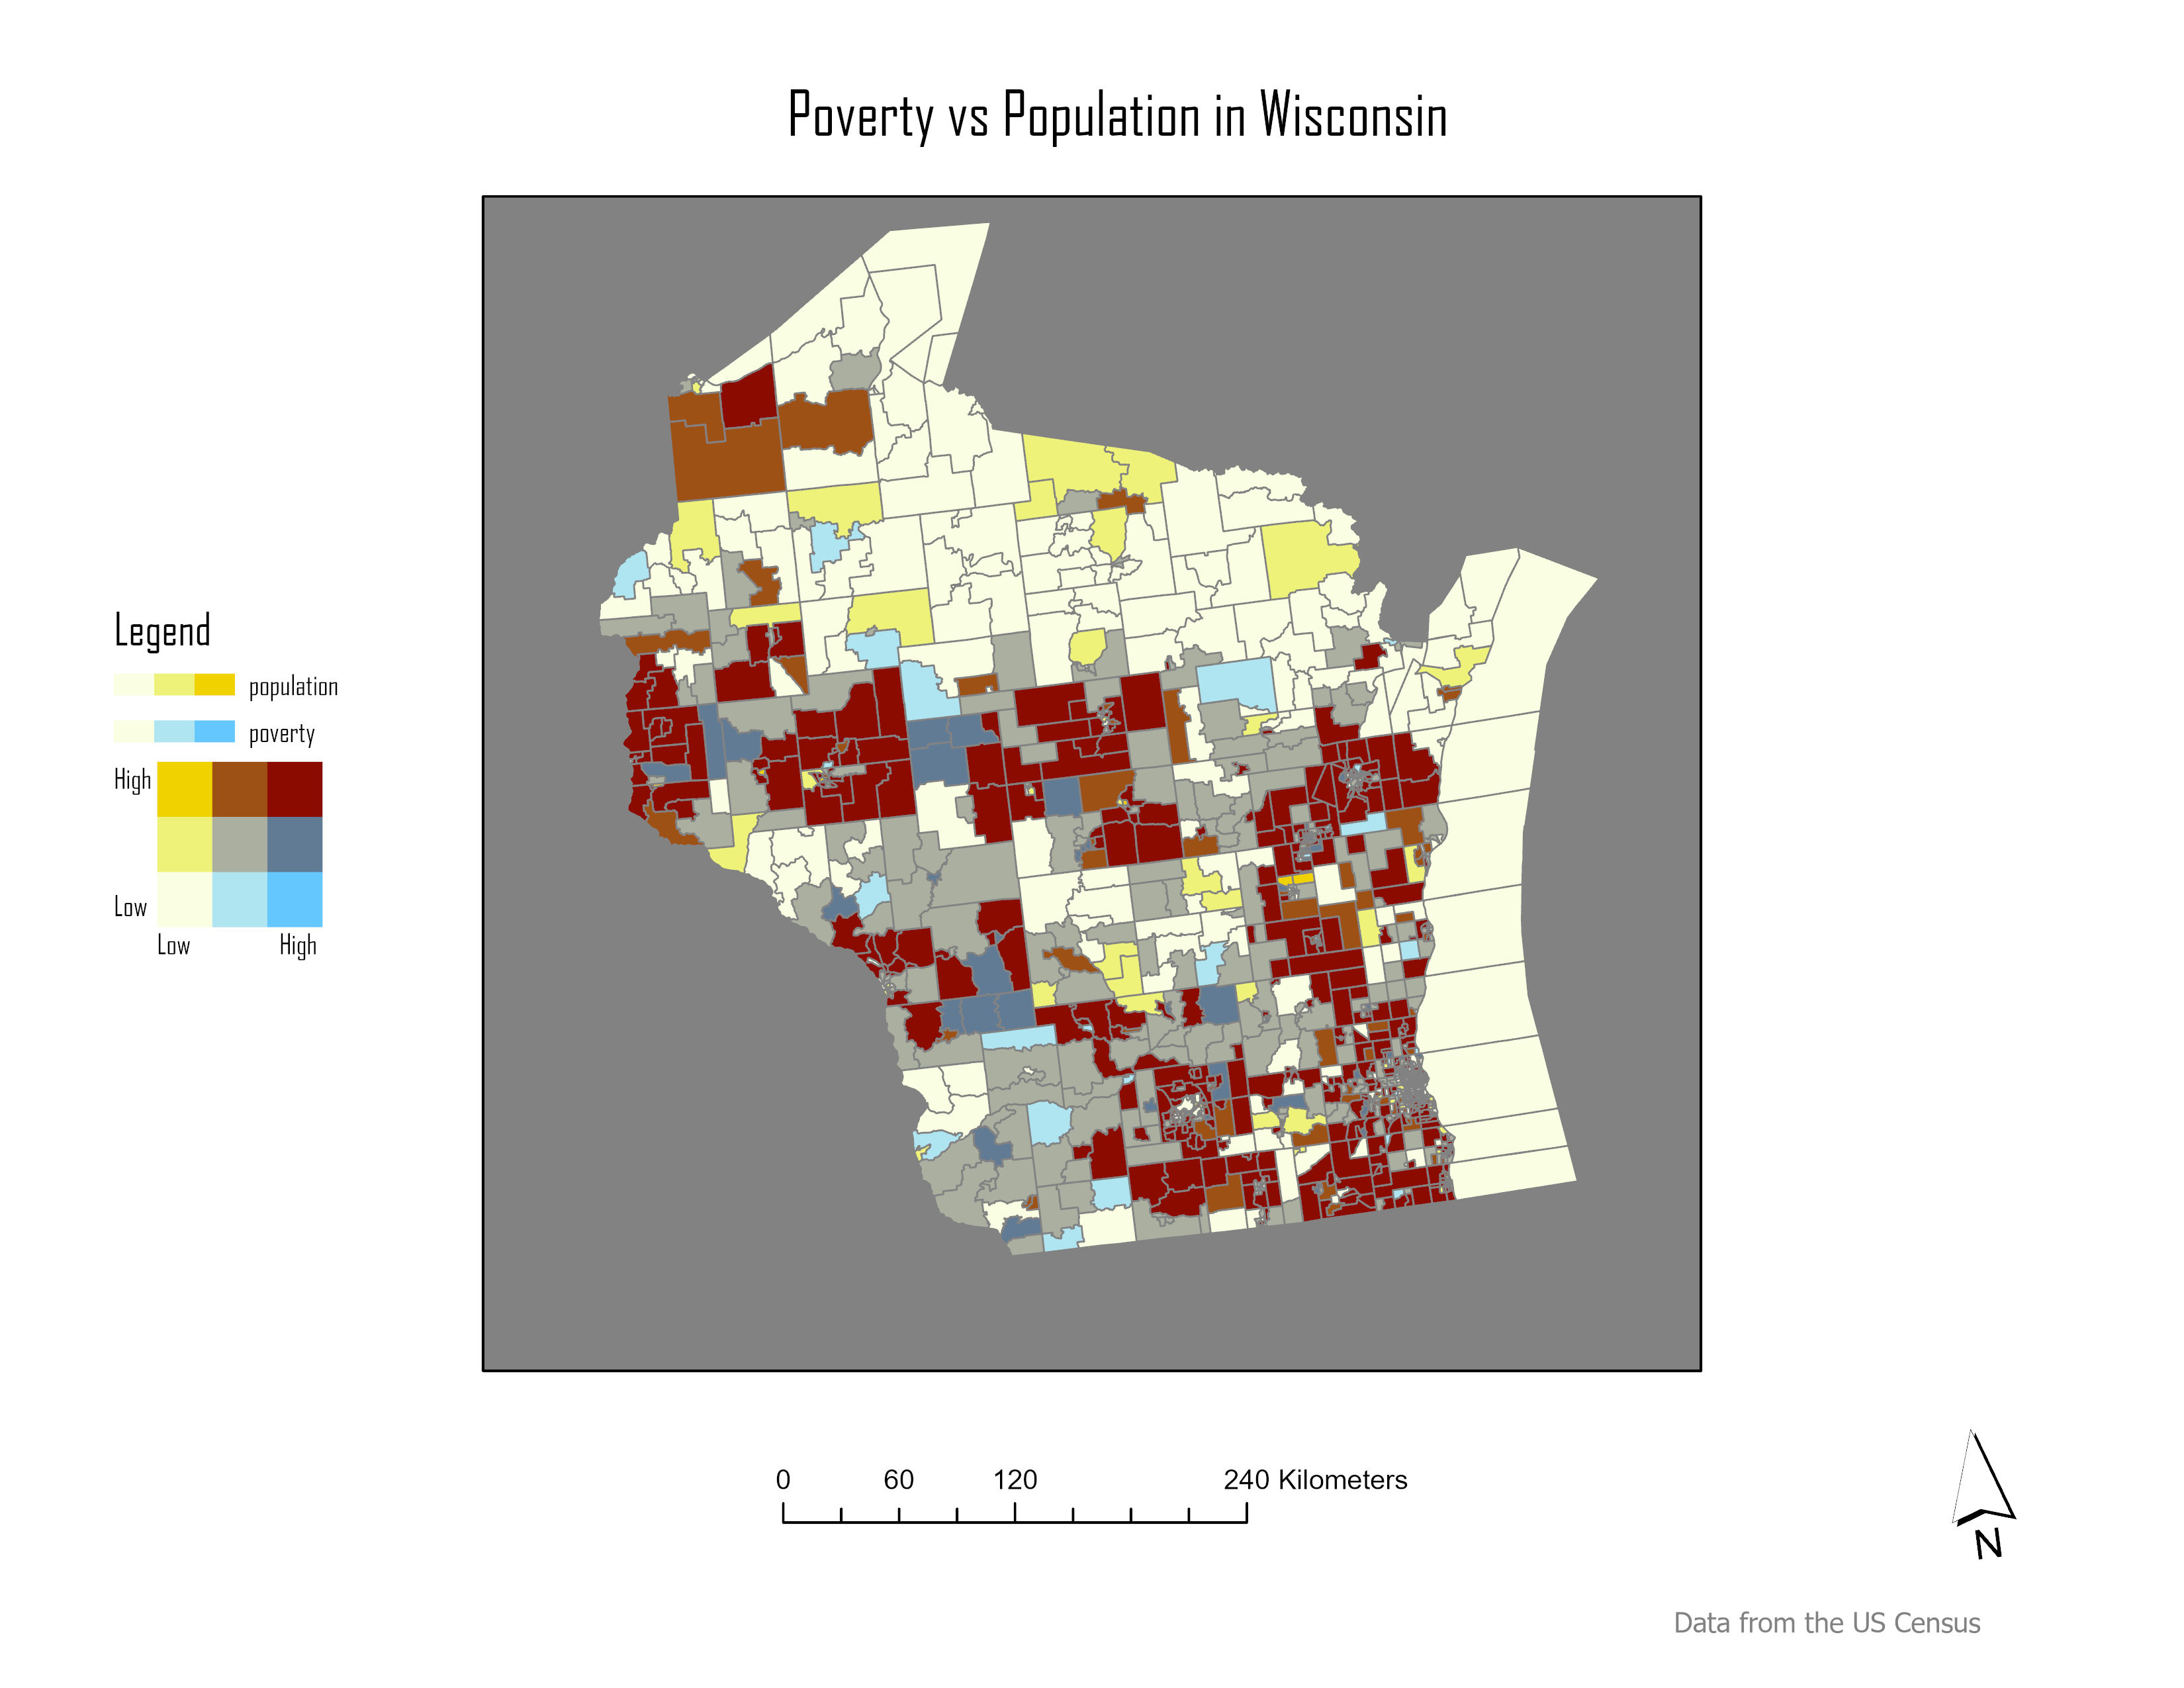 Poverty vs Population in Wisconsin
Legend
population
poverty
High
Low
Low High
0 60 120 240 Kilometers
N
Data from the US Census